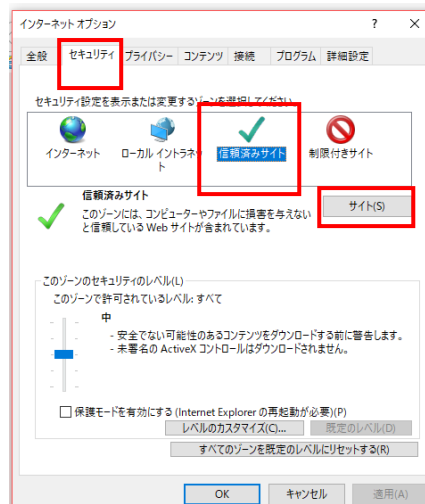 インターネット オプション
?
×
全般
セキュリティ
プライバシー
コンテンツ
接続
プログラム
詳細設定
セキュリティ設定を表示または変更するゾーンを選択してください。
インターネット
ローカル イントラネッ
ト
信頼済みサイト
制限付きサイト
信頼済みサイト
このゾーンには、コンピューターやファイルに損害を与えない
と信頼している Web サイトが含まれています。
サイト(S)
このゾーンのセキュリティのレベル(L)
このゾーンで許可されているレベル: すべて
中
- 安全でない可能性のあるコンテンツをダウンロードする前に警告します。
- 未署名の ActiveX コントロールはダウンロードされません。
保護モードを有効にする (Internet Explorer の再起動が必要)(P)
レベルのカスタマイズ(C)...
既定のレベル(D)
すべてのゾーンを既定のレベルにリセットする(R)
OK
キャンセル
適用(A)